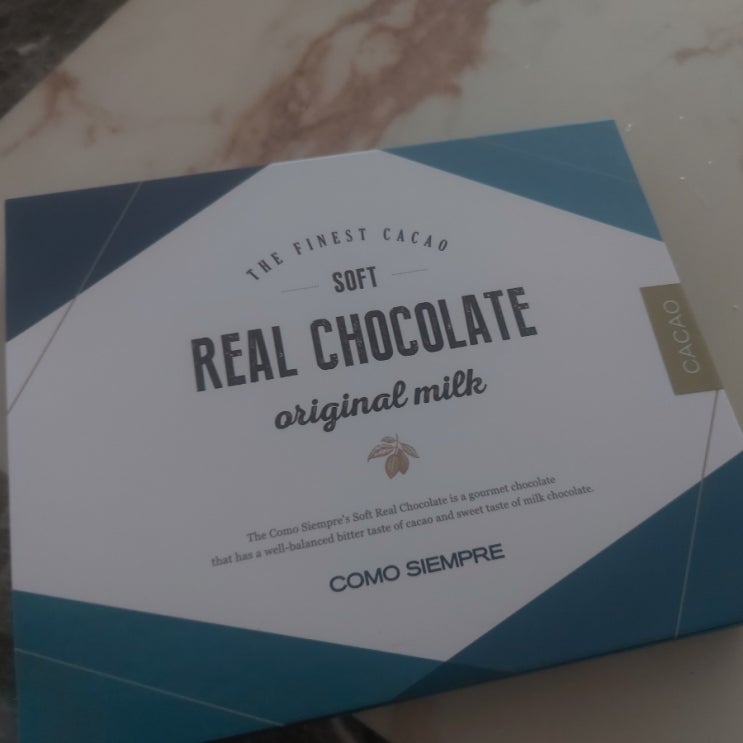 THE FINEST CACAO
SOFT
REAL CHOCOLATE
original milk
CACAO
The Como Siempre's Soft Real Chocolate is a gourmet chocolate
that has a well-balanced bitter taste of cacao and sweet taste of milk chocolate.
COMO SIEMPRE